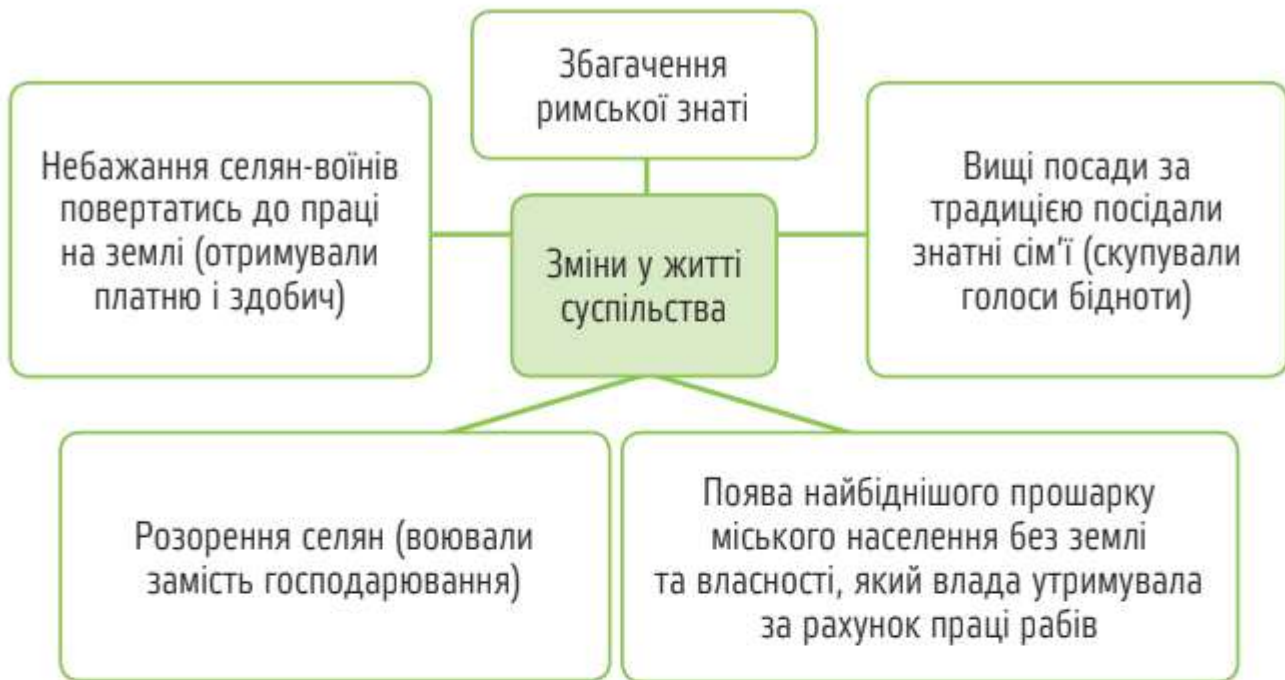 Збагачення
римської знаті
Небажання селян-воїнів
повертатись до праці
на землі (отримували
платню і здобич)
Зміни у житті
суспільства
Вищі посади за
традицією посідали
знатні сім'ї (скупували
голоси бідноти)
Розорення селян (воювали
замість господарювання)
Поява найбіднішого прошарку
міського населення без землі
та власності, який влада утримувала
за рахунок праці рабів